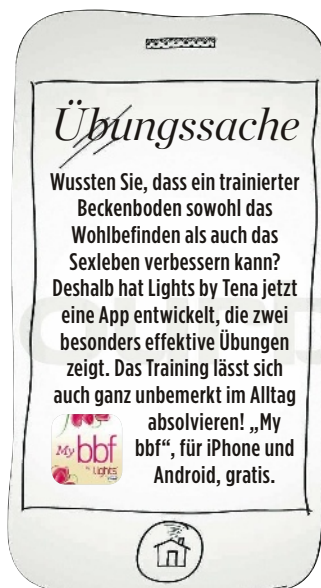 Übungssache
Wussten Sie, dass ein trainierter
Beckenboden sowohl das
Wohlbefinden als auch das
Sexleben verbessern kann?
Deshalb hat Lights by Tena jetzt
eine App entwickelt, die zwei
besonders effektive Übungen
zeigt. Das Training lässt sich
auch ganz unbemerkt im Alltag
absolvieren! „My
bbf“, für iPhone und
Android, gratis.
My bbf
by Lights